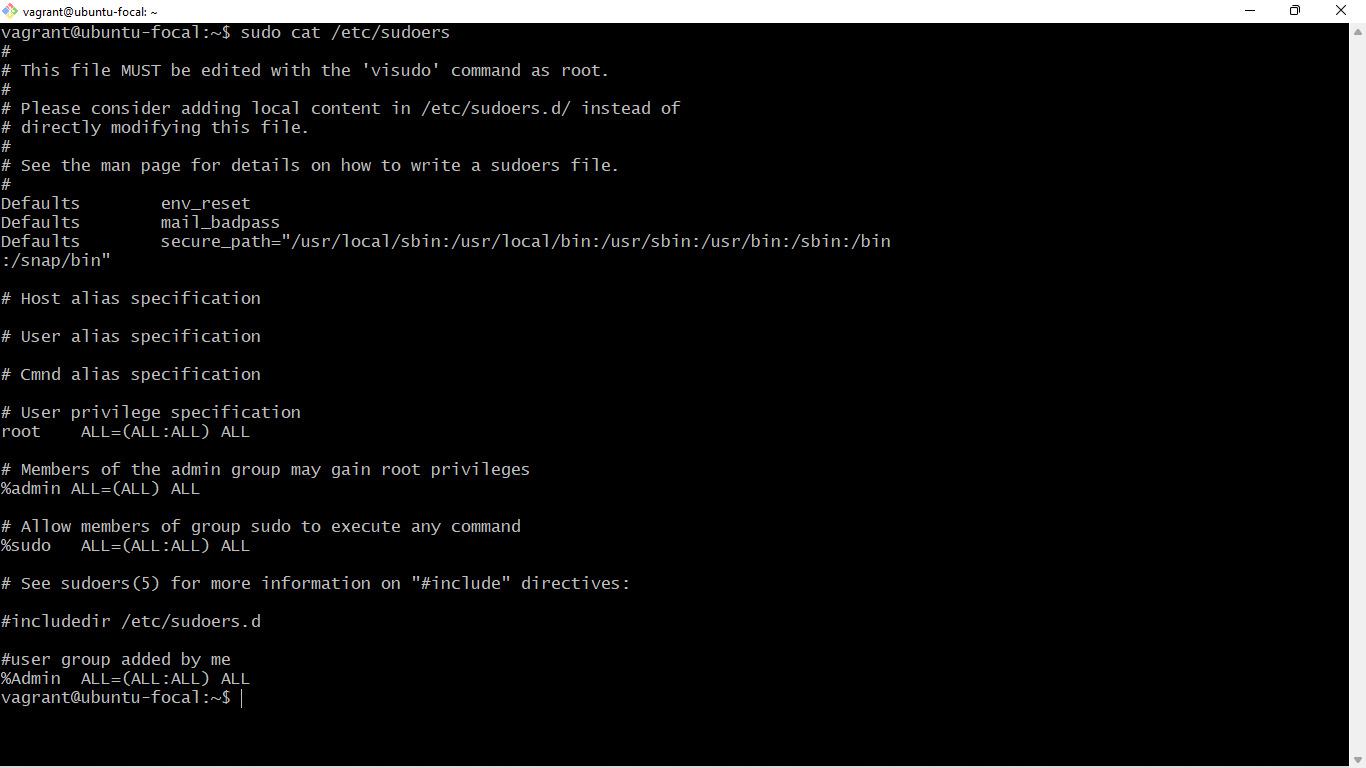 vagrant@ubuntu-focal: ~
vagrant@ubuntu-focal:~$ sudo cat /etc/sudoers
#
# This file MUST be edited with the 'visudo' command as root.
#
# Please consider adding local content in /etc/sudoers.d/ instead of
# directly modifying this file.
#
# See the man page for details on how to write a sudoers file.
#
Defaults        env_reset
Defaults        mail_badpass
Defaults        secure_path="/usr/local/sbin:/usr/local/bin:/usr/sbin:/usr/bin:/sbin:/bin
:/snap/bin"

# Host alias specification

# User alias specification

# Cmnd alias specification

# User privilege specification
root    ALL=(ALL:ALL) ALL

# Members of the admin group may gain root privileges
%admin ALL=(ALL) ALL

# Allow members of group sudo to execute any command
%sudo   ALL=(ALL:ALL) ALL

# See sudoers(5) for more information on "#include" directives:

#includedir /etc/sudoers.d

#user group added by me
%Admin  ALL=(ALL:ALL) ALL
vagrant@ubuntu-focal:~$